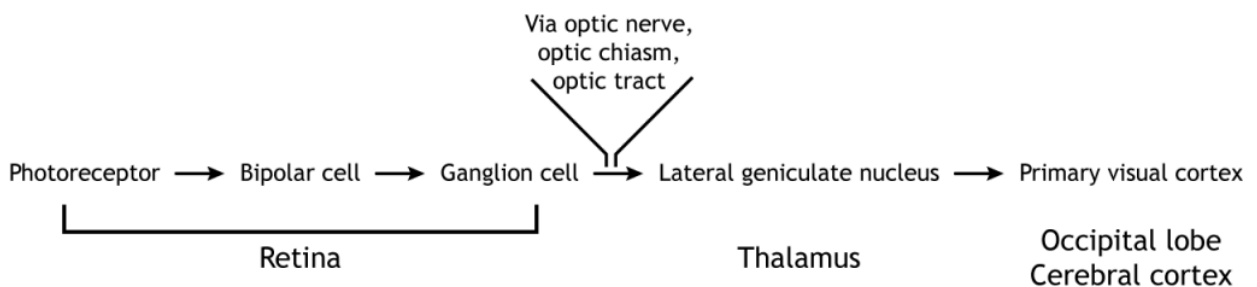 Via optic nerve,
optic chiasm,
optic tract
Photoreceptor Bipolar cell Ganglion cell Lateral geniculate nucleus Primary visual cortex
Retina Thalamus Occipital lobe
Cerebral cortex